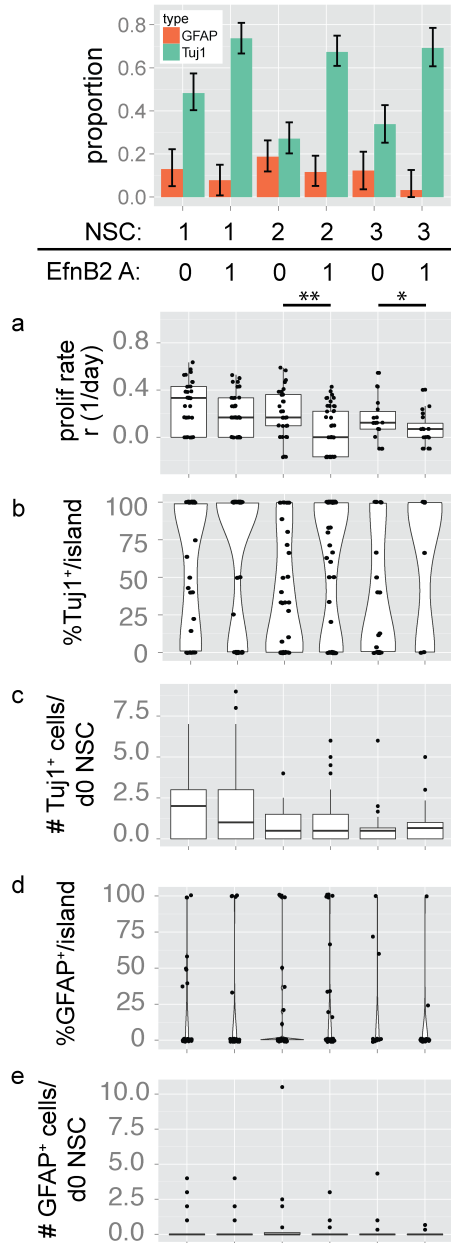 type
GFAP
Tuj1
proportion
0.8
0.6
0.4
0.2
0.0
NSC: 1 1 2 2 3 3
EfnB2 A: 0 1 0 1 0 1
** *
a
prolif rate
r (1/day)
0.8
0.4
0.0
b
%Tuj1+/island
100
75
50
25
0
c
# Tuj1+ cells/
d0 NSC
7.5
5.0
2.5
0.0
d
%GFAP+/island
100
75
50
25
0
e
# GFAP+ cells/
d0 NSC
10.0
7.5
5.0
2.5
0.0